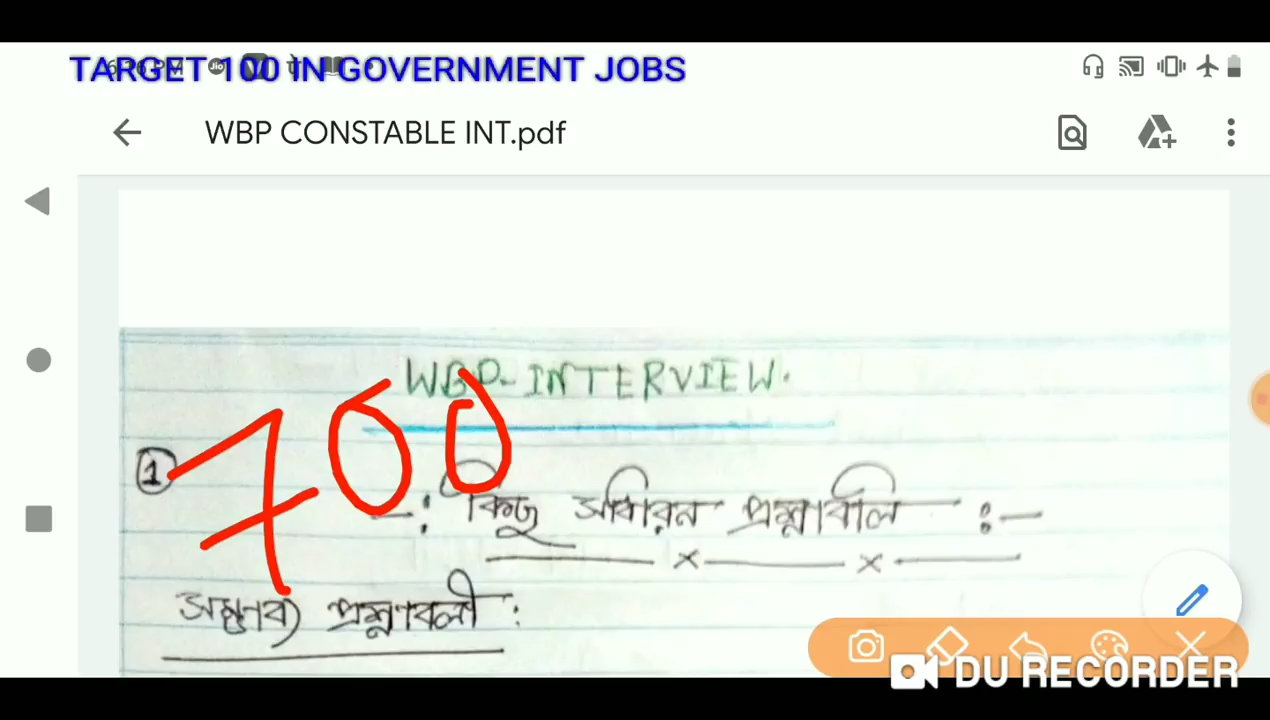 TARGET 100 IN GOVERNMENT JOBS
WBP CONSTABLE INT.pdf
WBP-INTERVIEW.
700
1
-: কিছু সাধারন প্রশ্নাবলি :-
সম্ভাব্য প্রশ্নাবলী :
DU RECORDER